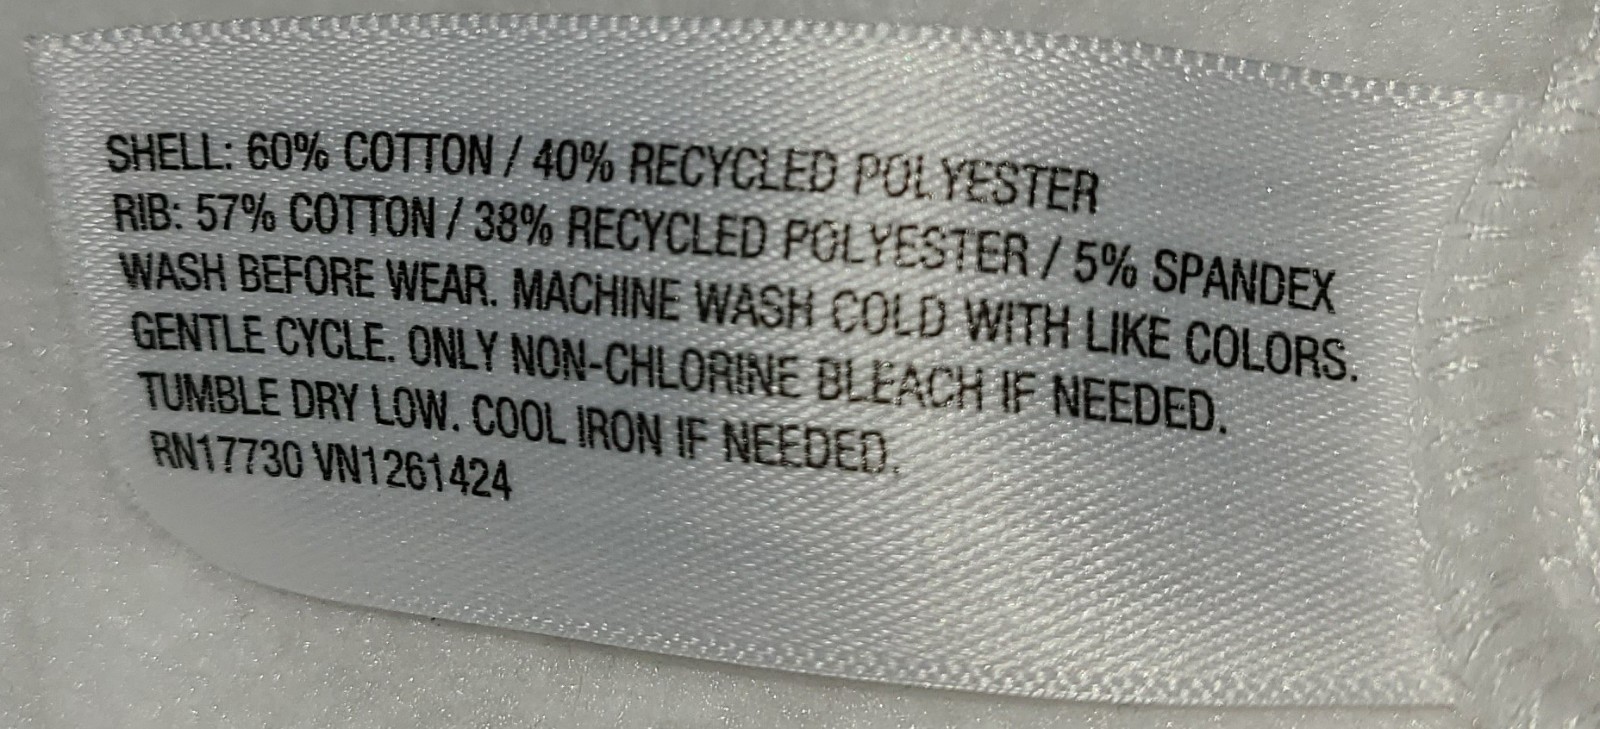 SHELL: 60% COTTON / 40% RECYCLED POLYESTER
RIB: 57% COTTON / 38% RECYCLED POLYESTER / 5% SPANDEX
WASH BEFORE WEAR. MACHINE WASH COLD WITH LIKE COLORS.
GENTLE CYCLE. ONLY NON-CHLORINE BLEACH IF NEEDED.
TUMBLE DRY LOW. COOL IRON IF NEEDED.
RN17730 VN1261424